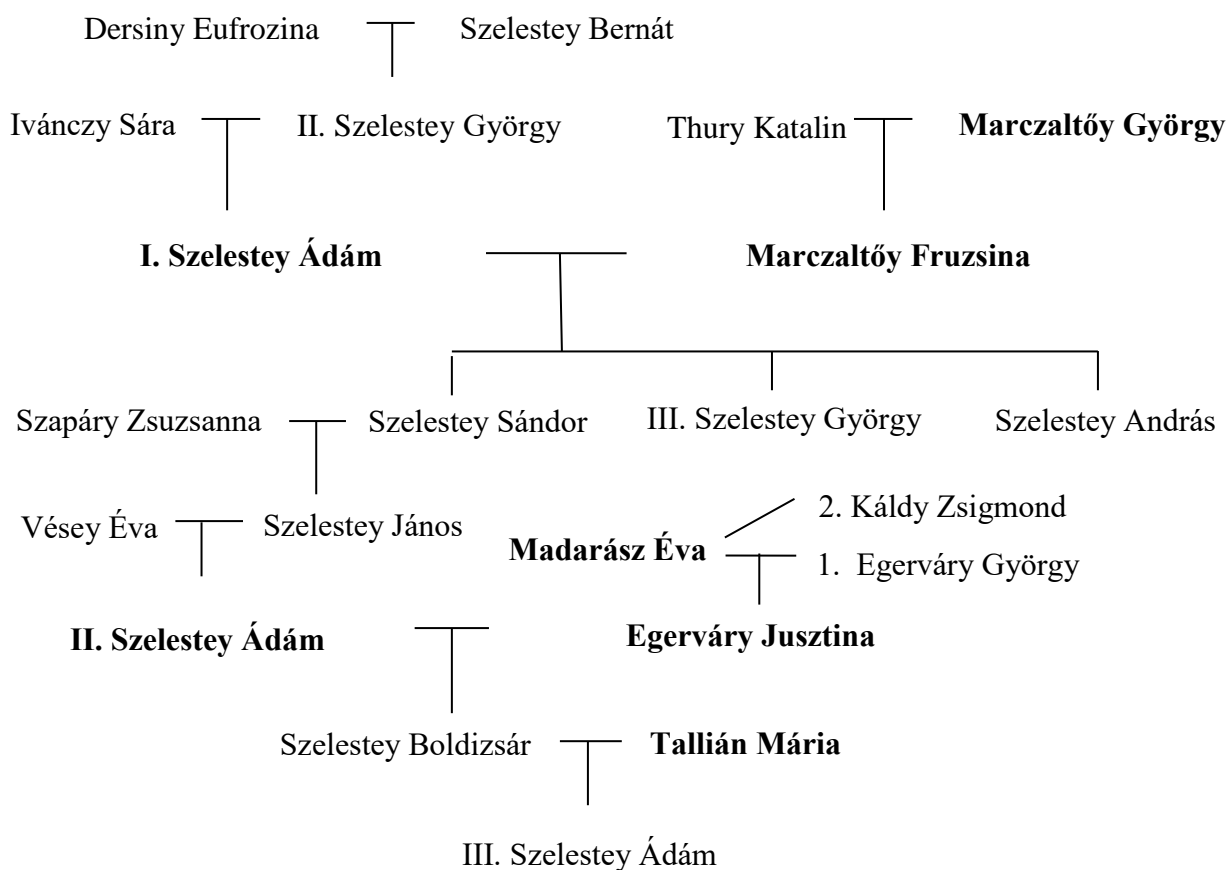 Dersiny Eufrozina Szelestey Bernát
Ivánczy Sára II. Szelestey György Thury Katalin Marczaltőy György
I. Szelestey Ádám Marczaltőy Fruzsina
Szapáry Zsuzsanna Szelestey Sándor III. Szelestey György Szelestey András
Vésey Éva Szelestey János 2. Káldy Zsigmond
Madarász Éva 1. Egerváry György
II. Szelestey Ádám Egerváry Jusztina
Szelestey Boldizsár Tallián Mária
III. Szelestey Ádám